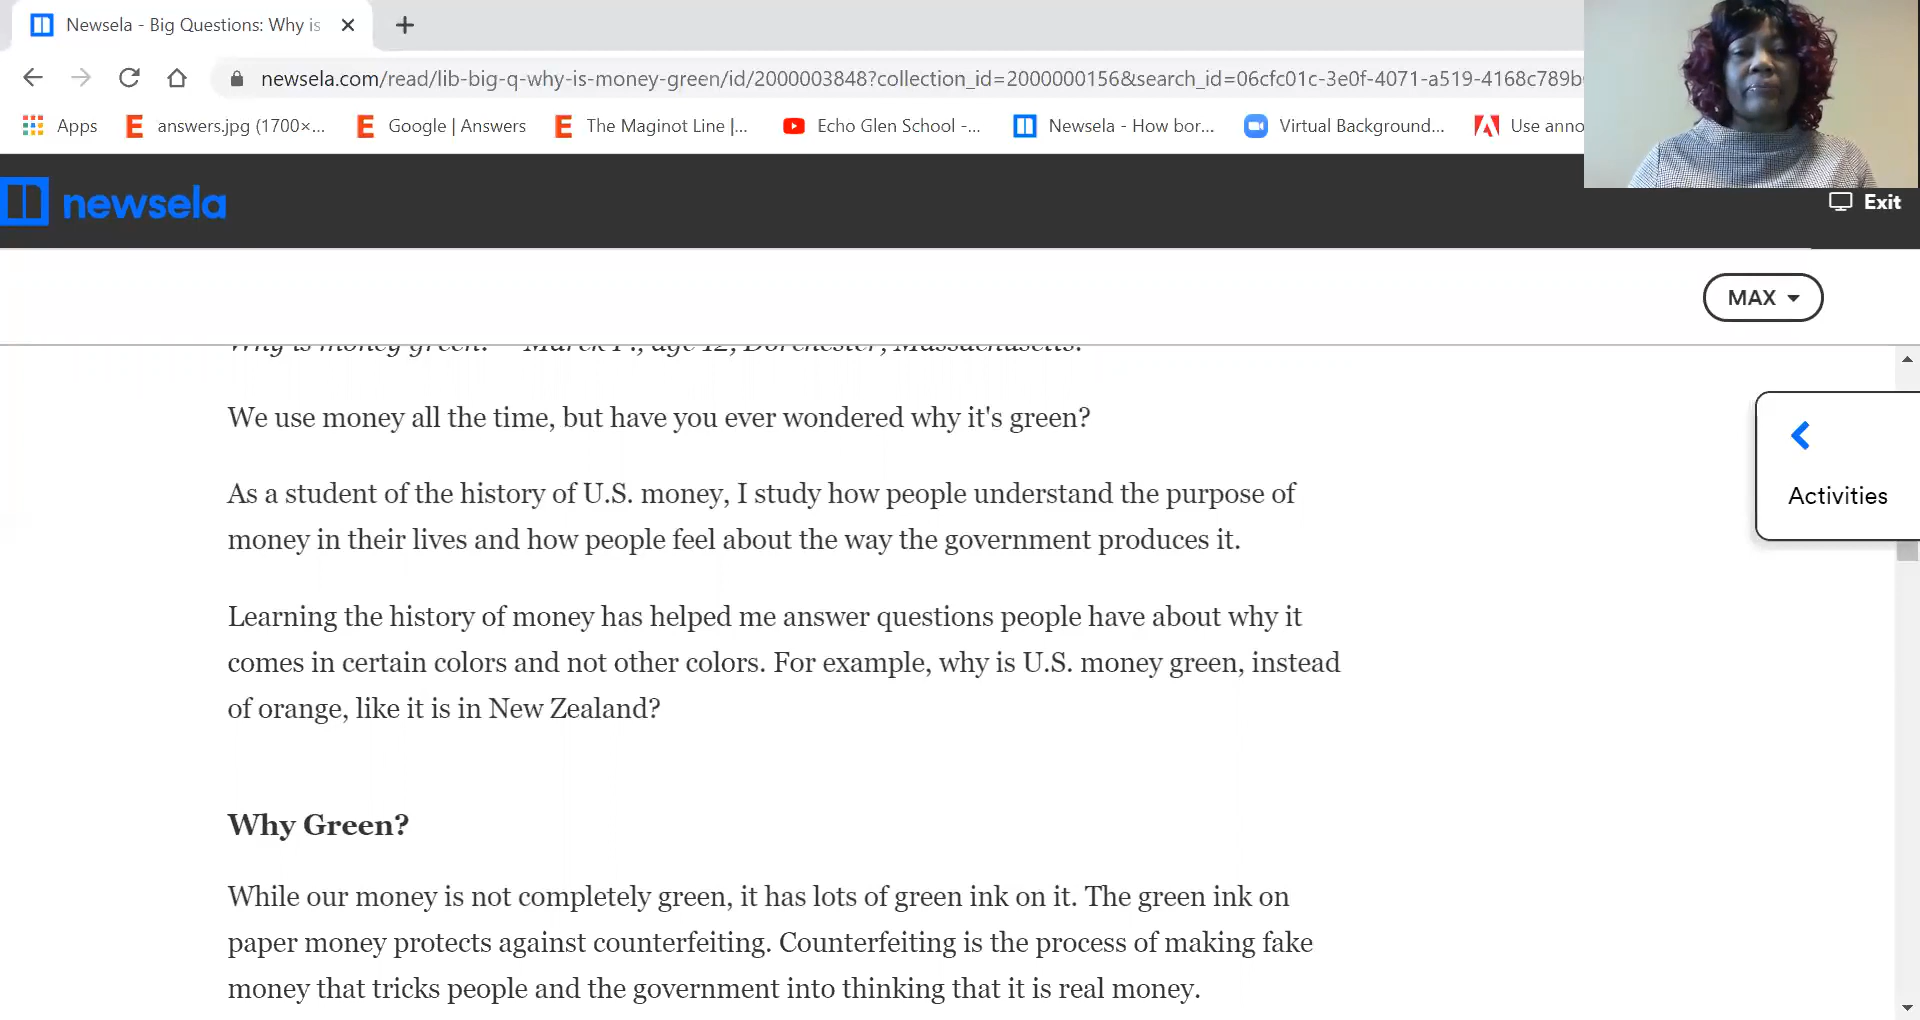 Newsela - Big Questions: Why is
newsela.com/read/lib-big-q-why-is-money-green/id/2000003848?collection_id=2000000156&search_id=06cfc01c-3e0f-4071-a519-4168c789b
Apps answers.jpg (1700×... Google | Answers The Maginot Line |... Echo Glen School -... Newsela - How bor... Virtual Background... Use anno
newsela
Exit
MAX
Why is money green? — Marek P., age 12, Dorchester, Massachusetts.
We use money all the time, but have you ever wondered why it's green?
As a student of the history of U.S. money, I study how people understand the purpose of
money in their lives and how people feel about the way the government produces it.
Activities
Learning the history of money has helped me answer questions people have about why it
comes in certain colors and not other colors. For example, why is U.S. money green, instead
of orange, like it is in New Zealand?
Why Green?
While our money is not completely green, it has lots of green ink on it. The green ink on
paper money protects against counterfeiting. Counterfeiting is the process of making fake
money that tricks people and the government into thinking that it is real money.